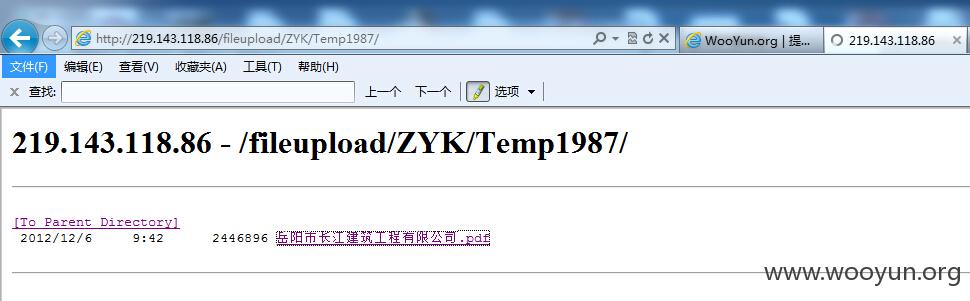 http://219.143.118.86/fileupload/ZYK/Temp1987/
WooYun.org | 提...
219.143.118.86
文件(F) 编辑(E) 查看(V) 收藏夹(A) 工具(T) 帮助(H)
x 查找: 上一个 下一个 选项
219.143.118.86 - /fileupload/ZYK/Temp1987/
[To Parent Directory]
2012/12/6 9:42 2446896 岳阳市长江建筑工程有限公司.pdf
www.wooyun.org